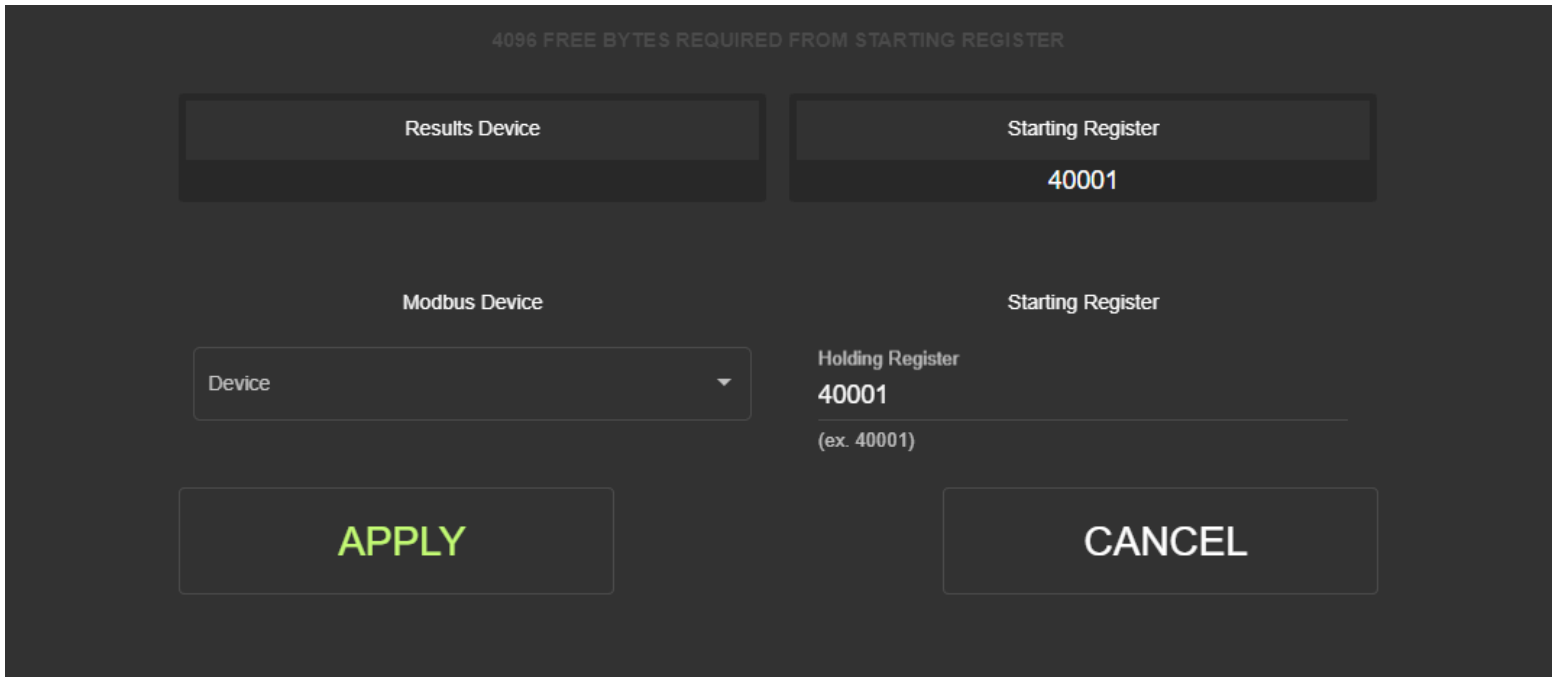 4096 FREE BYTES REQUIRED FROM STARTING REGISTER
Results Device
Starting Register
40001
Modbus Device
Starting Register
Device
Holding Register
40001
(ex. 40001)
APPLY
CANCEL